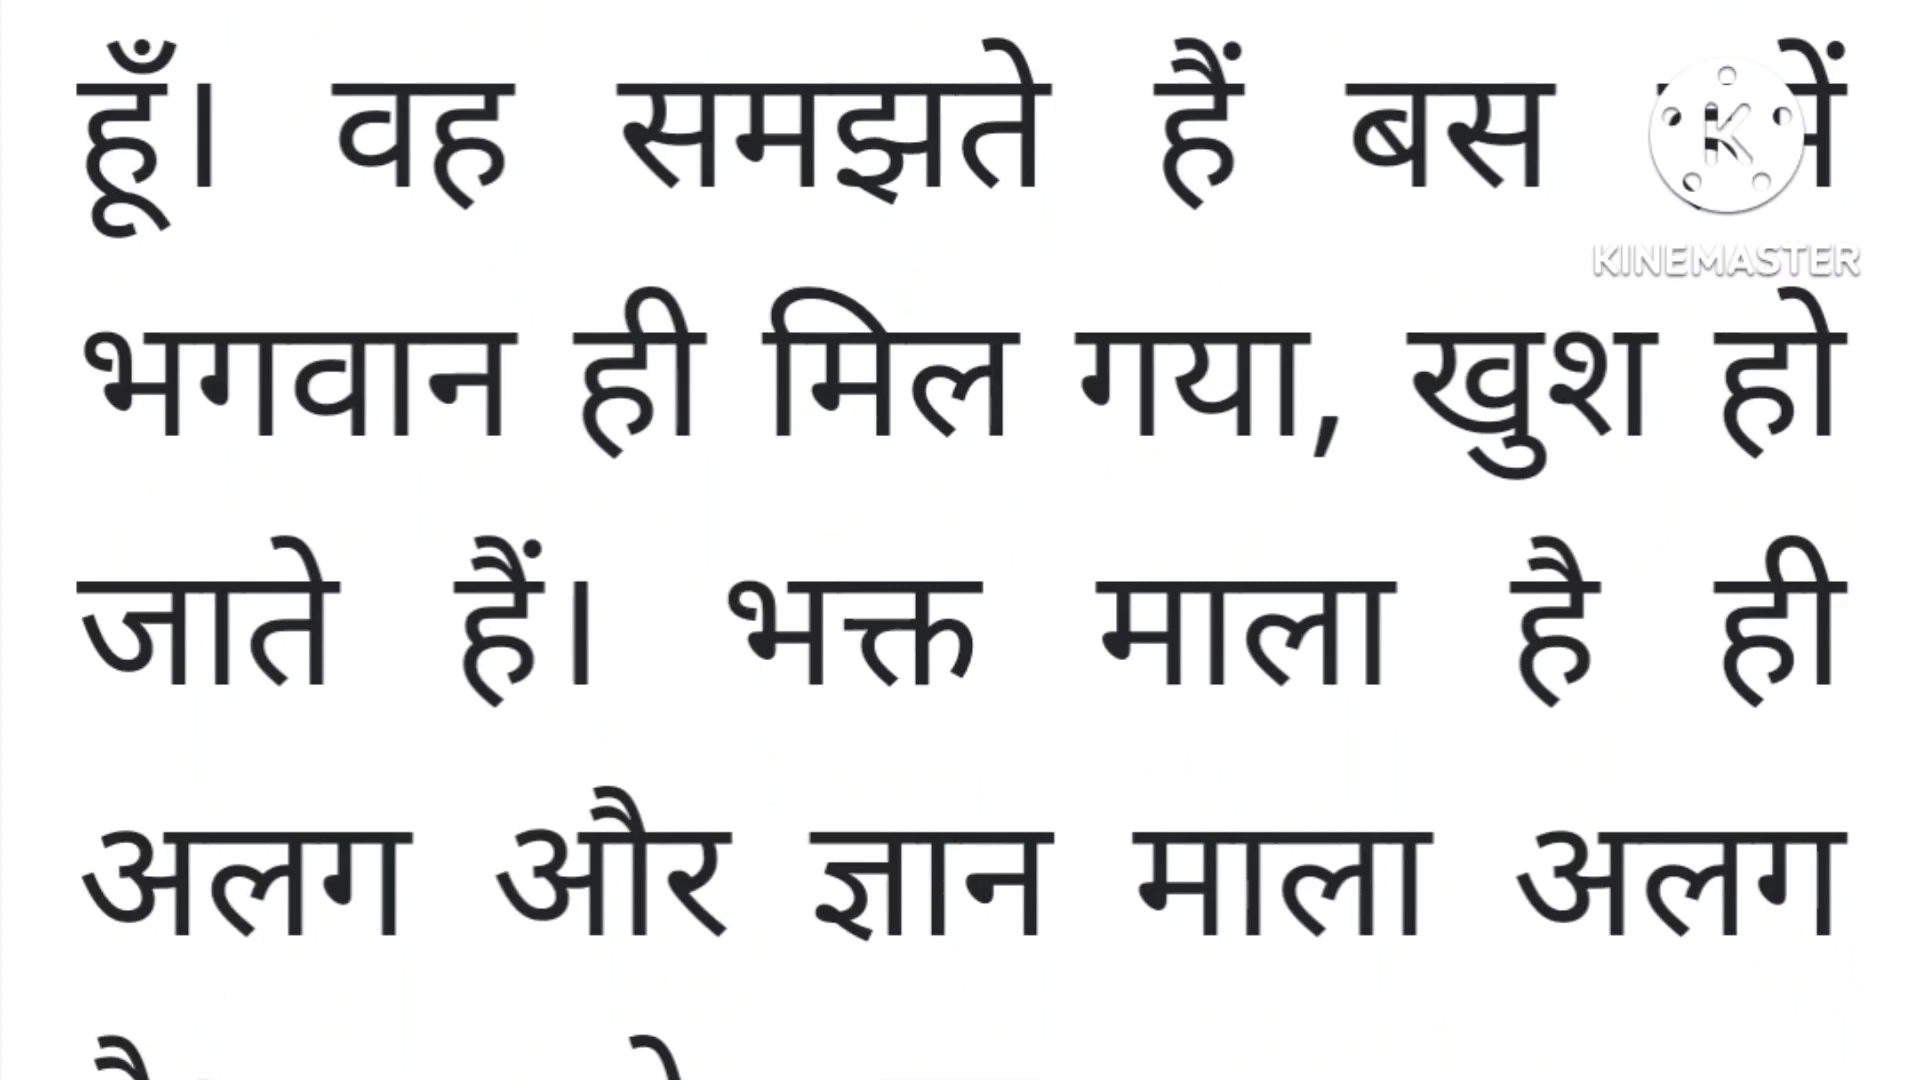 हूँ। वह समझते हैं बस
KINEMASTER
भगवान ही मिल गया, खुश हो
जाते हैं। भक्त माला है ही
अलग और ज्ञान माला अलग